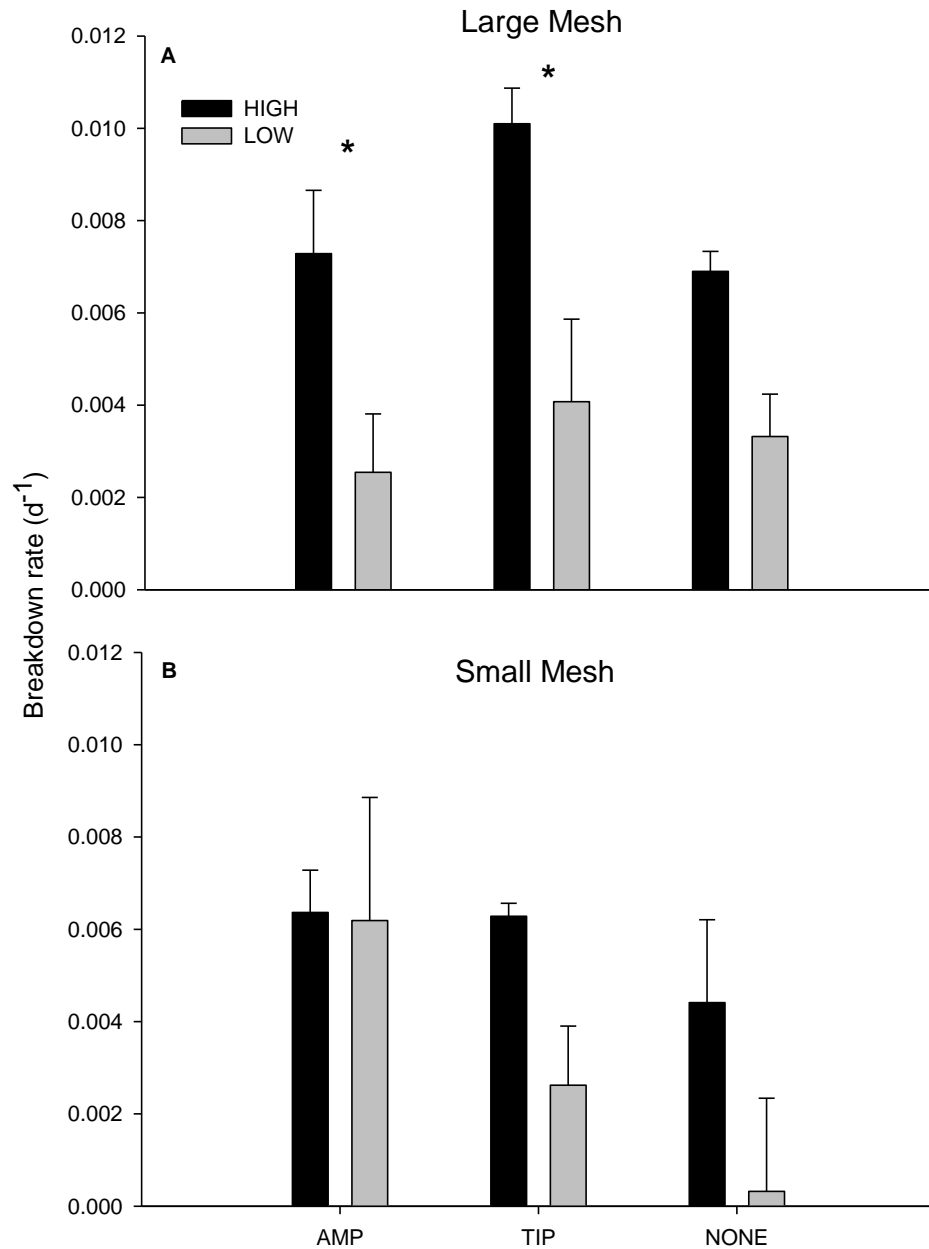 Large Mesh
A
*
*
HIGH
LOW
0.012
0.010
0.008
0.006
0.004
0.002
0.000
Breakdown rate (d⁻¹)
Small Mesh
B
0.012
0.010
0.008
0.006
0.004
0.002
0.000
AMP TIP NONE